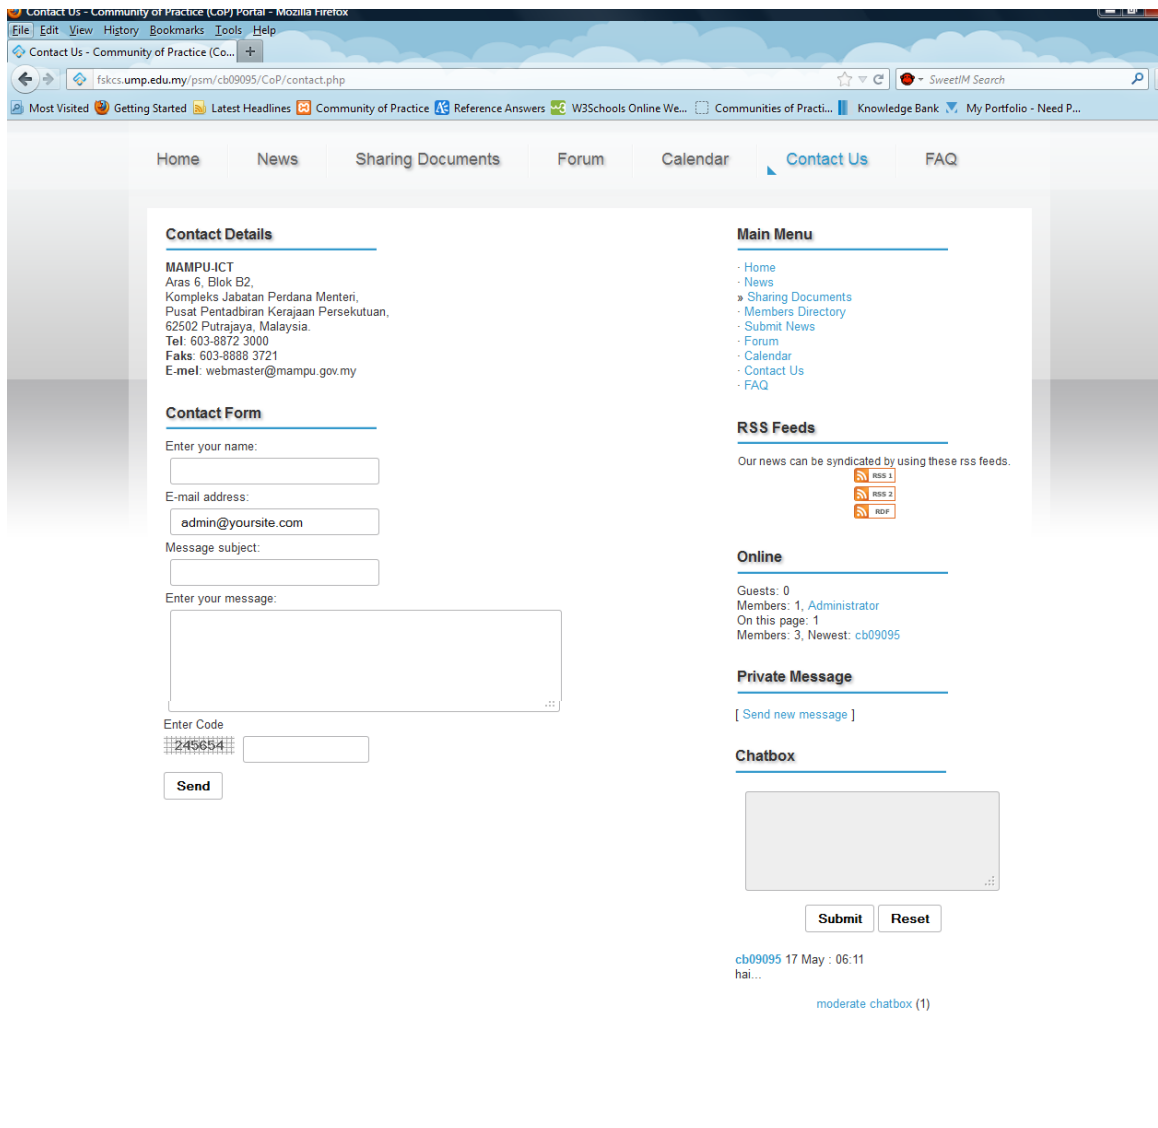 Contact Us - Community of Practice (CoP) Portal - Mozilla Firefox
File Edit View History Bookmarks Tools Help
Contact Us - Community of Practice (Co... +
fskcs.ump.edu.my/psm/cb09095/CoP/contact.php
SweetIM Search
Most Visited Getting Started Latest Headlines Community of Practice Reference Answers W3Schools Online We... Communities of Practi... Knowledge Bank My Portfolio - Need P...
Home News Sharing Documents Forum Calendar Contact Us FAQ
Contact Details
MAMPU-ICT
Aras 6, Blok B2,
Kompleks Jabatan Perdana Menteri,
Pusat Pentadbiran Kerajaan Persekutuan,
62502 Putrajaya, Malaysia.
Tel: 603-8872 3000
Faks: 603-8888 3721
E-mel: webmaster@mampu.gov.my
Contact Form
Enter your name:
E-mail address:
admin@yoursite.com
Message subject:
Enter your message:
Enter Code
245654
Send
Main Menu
· Home
· News
» Sharing Documents
· Members Directory
· Submit News
· Forum
· Calendar
· Contact Us
· FAQ
RSS Feeds
Our news can be syndicated by using these rss feeds.
RSS 1
RSS 2
RDF
Online
Guests: 0
Members: 1, Administrator
On this page: 1
Members: 3, Newest: cb09095
Private Message
[ Send new message ]
Chatbox
Submit Reset
cb09095 17 May : 06:11
hai...
moderate chatbox (1)